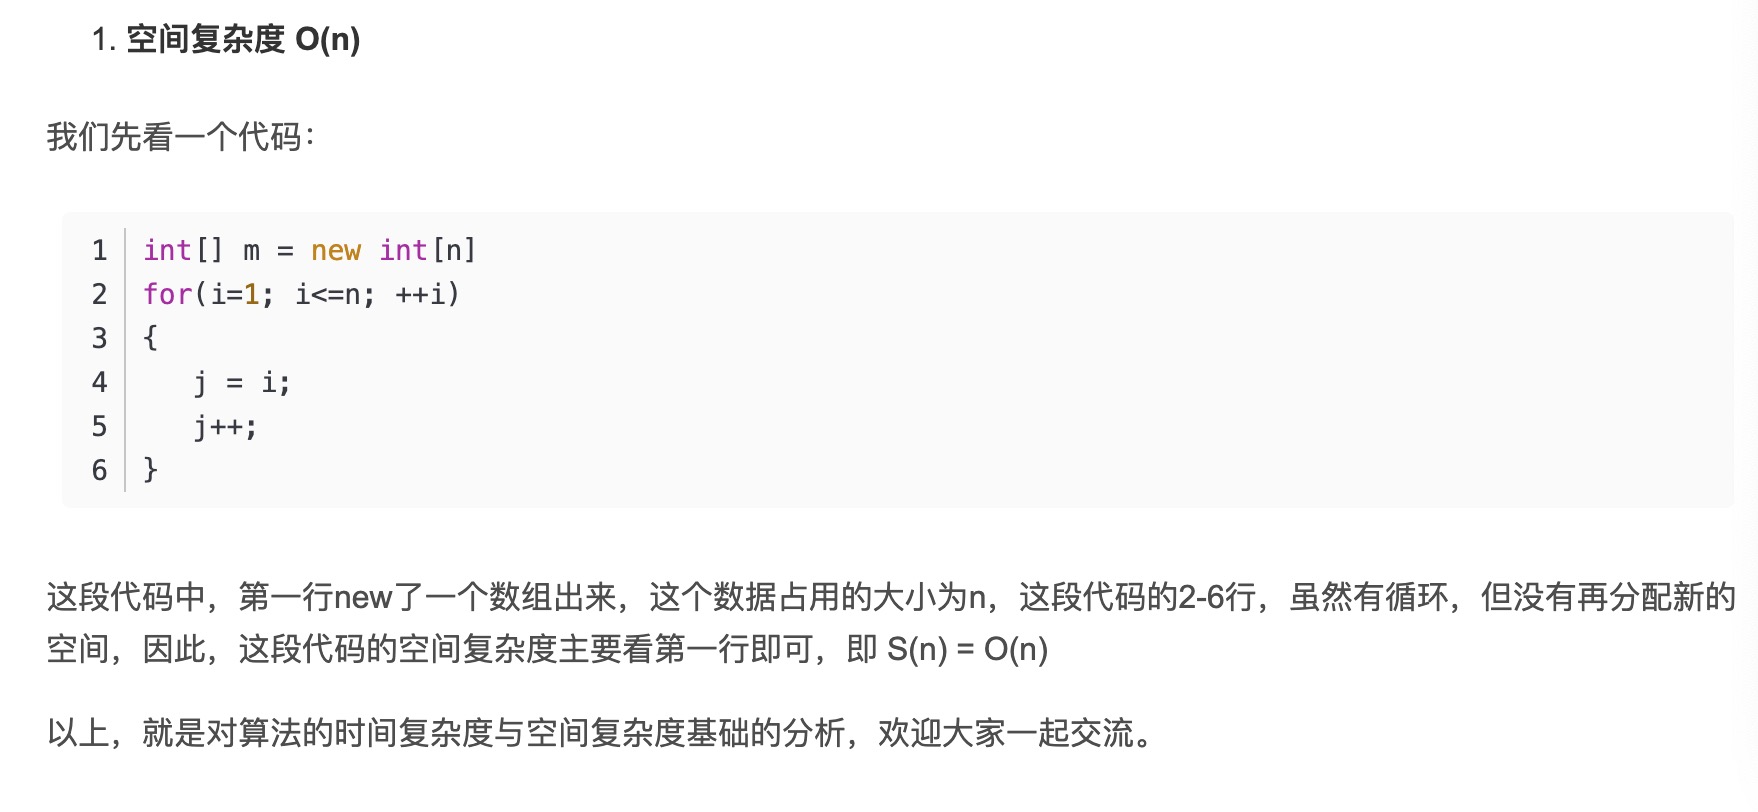 1. 空间复杂度 O(n)
我们先看一个代码：
1 int[] m = new int[n]
2 for(i=1; i<=n; ++i)
3 {
4    j = i;
5    j++;
6 }
这段代码中，第一行new了一个数组出来，这个数据占用的大小为n，这段代码的2-6行，虽然有循环，但没有再分配新的
空间，因此，这段代码的空间复杂度主要看第一行即可，即 S(n) = O(n)
以上，就是对算法的时间复杂度与空间复杂度基础的分析，欢迎大家一起交流。